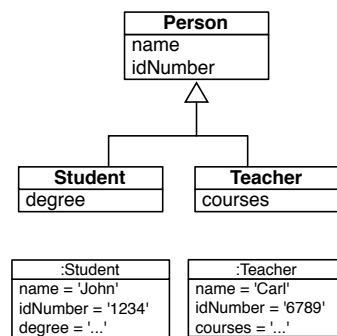 Person
name
idNumber
Student
degree
Teacher
courses
:Student
name = 'John'
idNumber = '1234'
degree = '...'
:Teacher
name = 'Carl'
idNumber = '6789'
courses = '...'